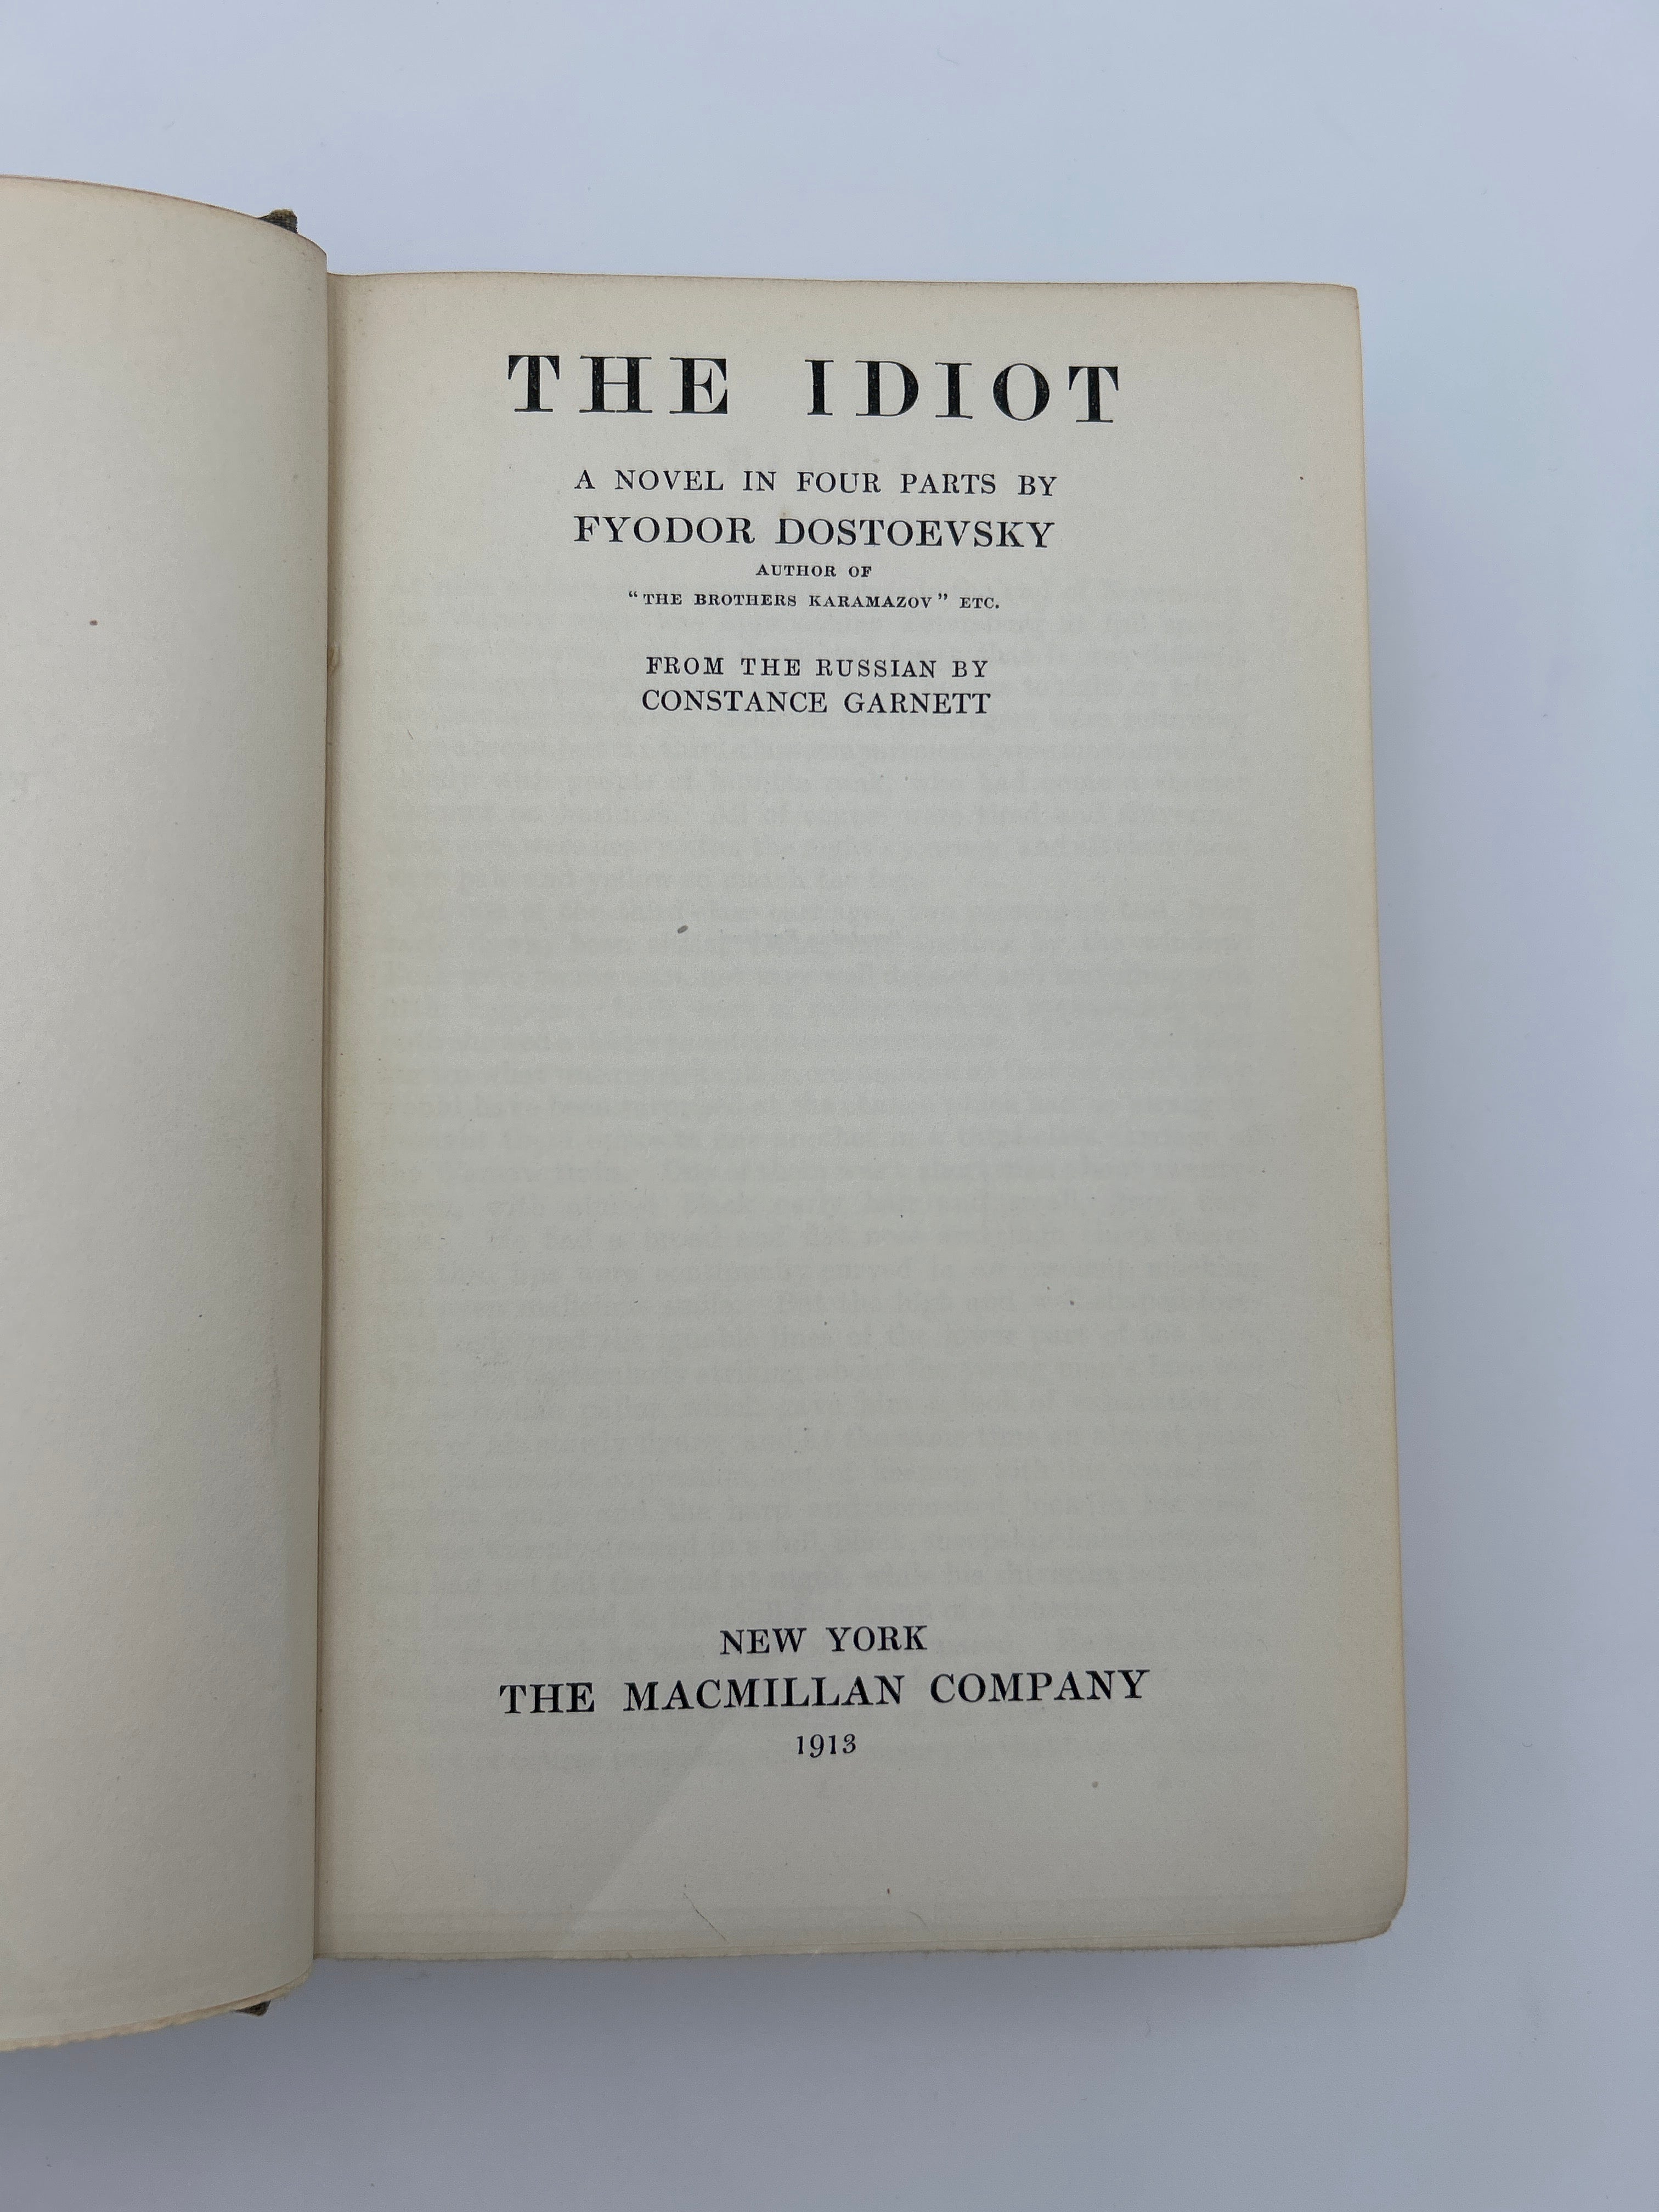 THE IDIOT
A NOVEL IN FOUR PARTS BY
FYODOR DOSTOEVSKY
AUTHOR OF
“THE BROTHERS KARAMAZOV” ETC.
FROM THE RUSSIAN BY
CONSTANCE GARNETT
NEW YORK
THE MACMILLAN COMPANY
1913